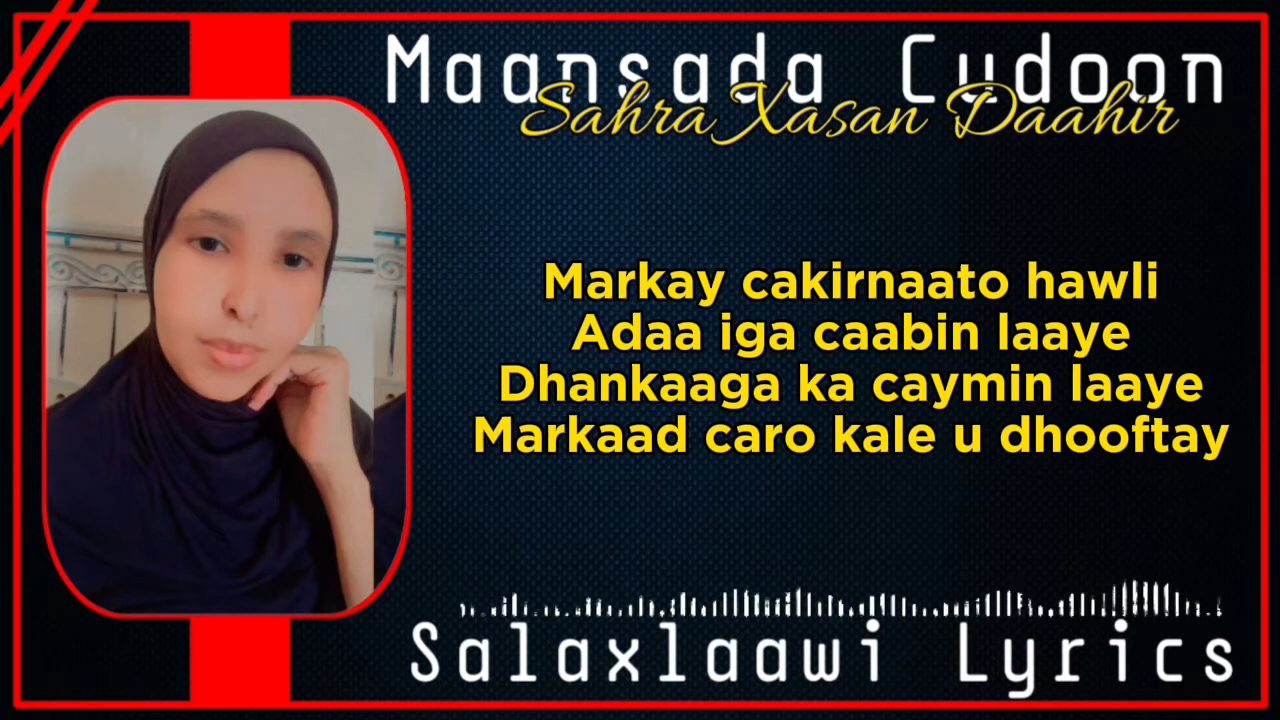 Maansada Cudoon
Sahra Xasan Daahir
Markay cakirnaato hawli
Adaa iga caabin laaye
Dhankaaga ka caymin laaye
Markaad caro kale u dhooftay
Salaxlaawi Lyrics